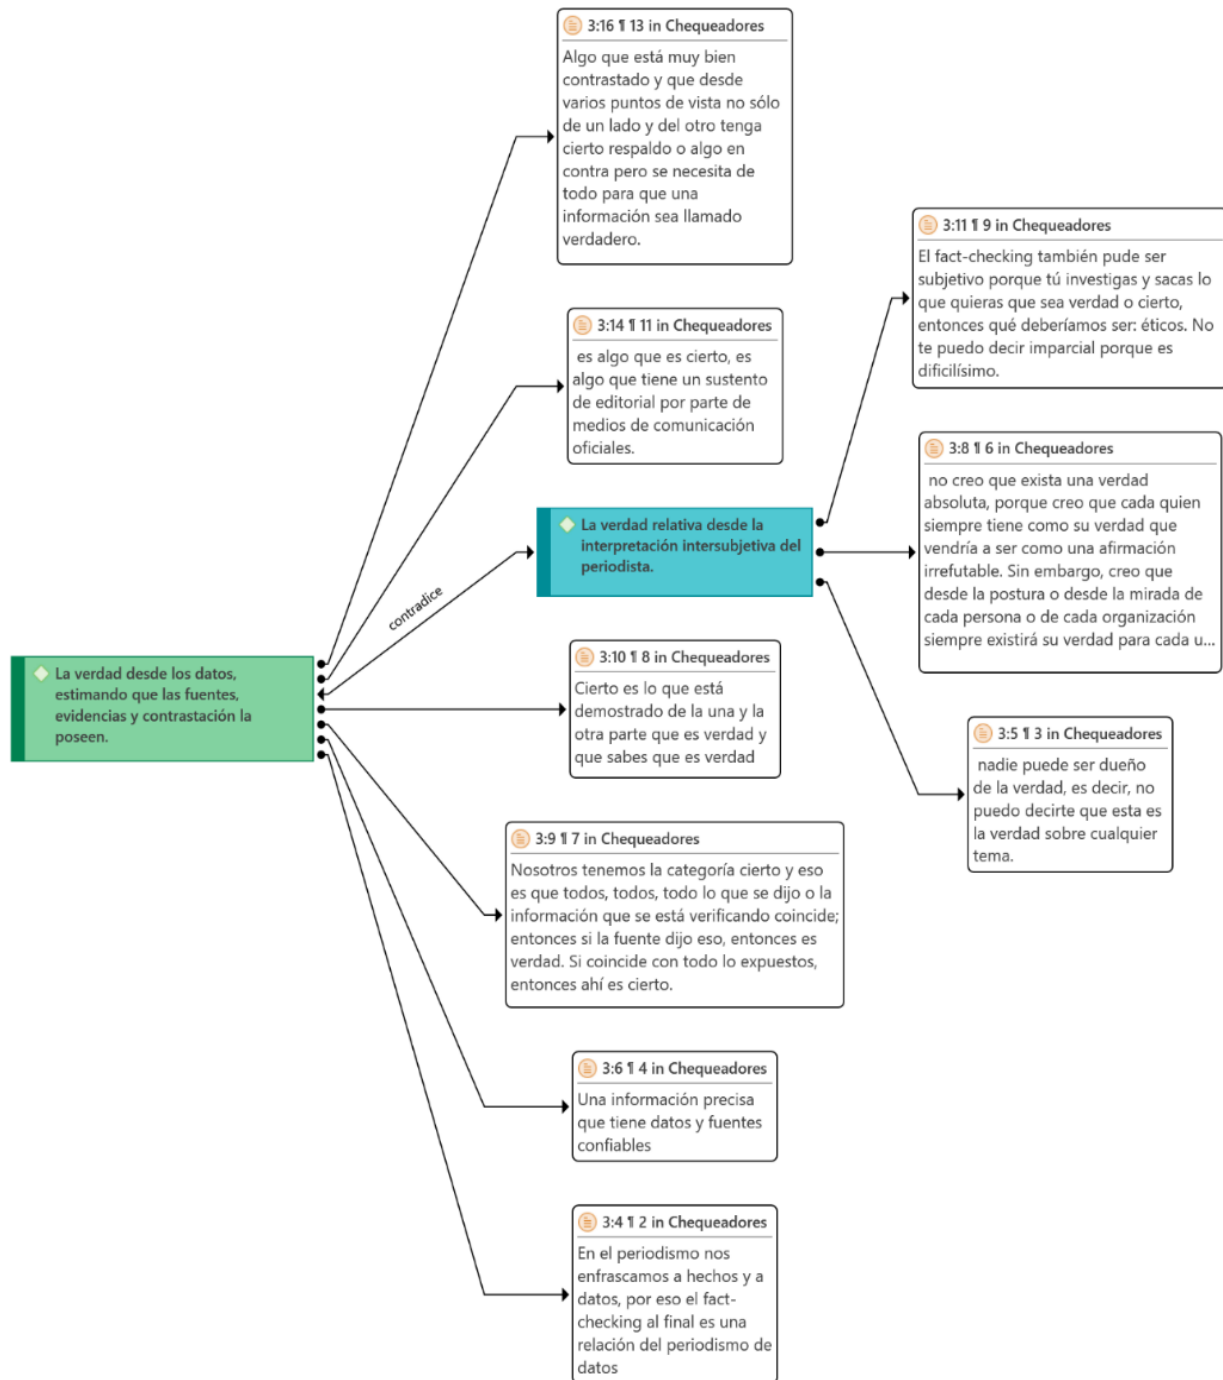 3:16 ¶ 13 in Chequeadores
Algo que está muy bien
contrastado y que desde
varios puntos de vista no sólo
de un lado y del otro tenga
cierto respaldo o algo en
contra pero se necesita de
todo para que una
información sea llamado
verdadero.
3:14 ¶ 11 in Chequeadores
es algo que es cierto, es
algo que tiene un sustento
de editorial por parte de
medios de comunicación
oficiales.
La verdad relativa desde la
interpretación intersubjetiva del
periodista.
contradice
La verdad desde los datos,
estimando que las fuentes,
evidencias y contrastación la
poseen.
3:10 ¶ 8 in Chequeadores
Cierto es lo que está
demostrado de la una y la
otra parte que es verdad y
que sabes que es verdad
3:9 ¶ 7 in Chequeadores
Nosotros tenemos la categoría cierto y eso
es que todos, todos, todo lo que se dijo o la
información que se está verificando coincide;
entonces si la fuente dijo eso, entonces es
verdad. Si coincide con todo lo expuestos,
entonces ahí es cierto.
3:6 ¶ 4 in Chequeadores
Una información precisa
que tiene datos y fuentes
confiables
3:4 ¶ 2 in Chequeadores
En el periodismo nos
enfrascamos a hechos y a
datos, por eso el fact-
checking al final es una
relación del periodismo de
datos
3:11 ¶ 9 in Chequeadores
El fact-checking también pude ser
subjetivo porque tú investigas y sacas lo
que quieras que sea verdad o cierto,
entonces qué deberíamos ser: éticos. No
te puedo decir imparcial porque es
dificilísimo.
3:8 ¶ 6 in Chequeadores
no creo que exista una verdad
absoluta, porque creo que cada quien
siempre tiene como su verdad que
vendría a ser como una afirmación
irrefutable. Sin embargo, creo que
desde la postura o desde la mirada de
cada persona o de cada organización
siempre existirá su verdad para cada u...
3:5 ¶ 3 in Chequeadores
nadie puede ser dueño
de la verdad, es decir, no
puedo decirte que esta es
la verdad sobre cualquier
tema.